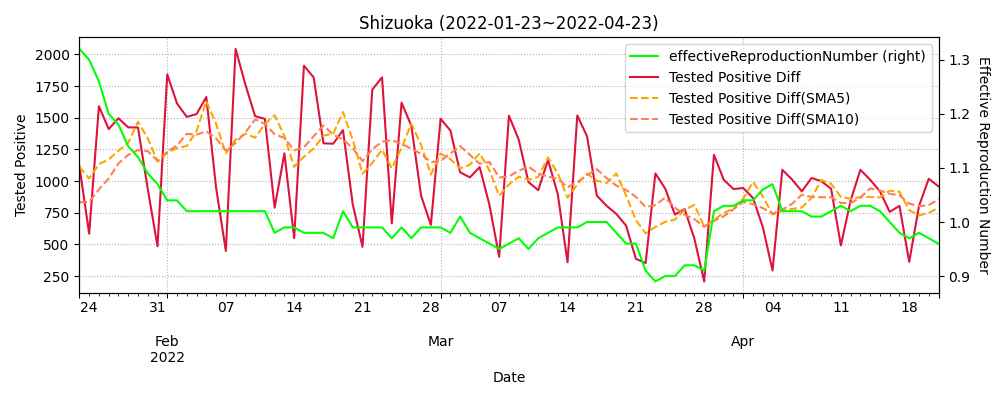 Shizuoka (2022-01-23~2022-04-23)
effectiveReproductionNumber (right)
Tested Positive Diff
Tested Positive Diff(SMA5)
Tested Positive Diff(SMA10)
Tested Positive
2000
1750
1500
1250
1000
750
500
250
1.3
1.2
1.1
1.0
0.9
Effective Reproduction Number
24 31 07 14 21 28 07 14 21 28 04 11 18
Feb Mar Apr
2022
Date